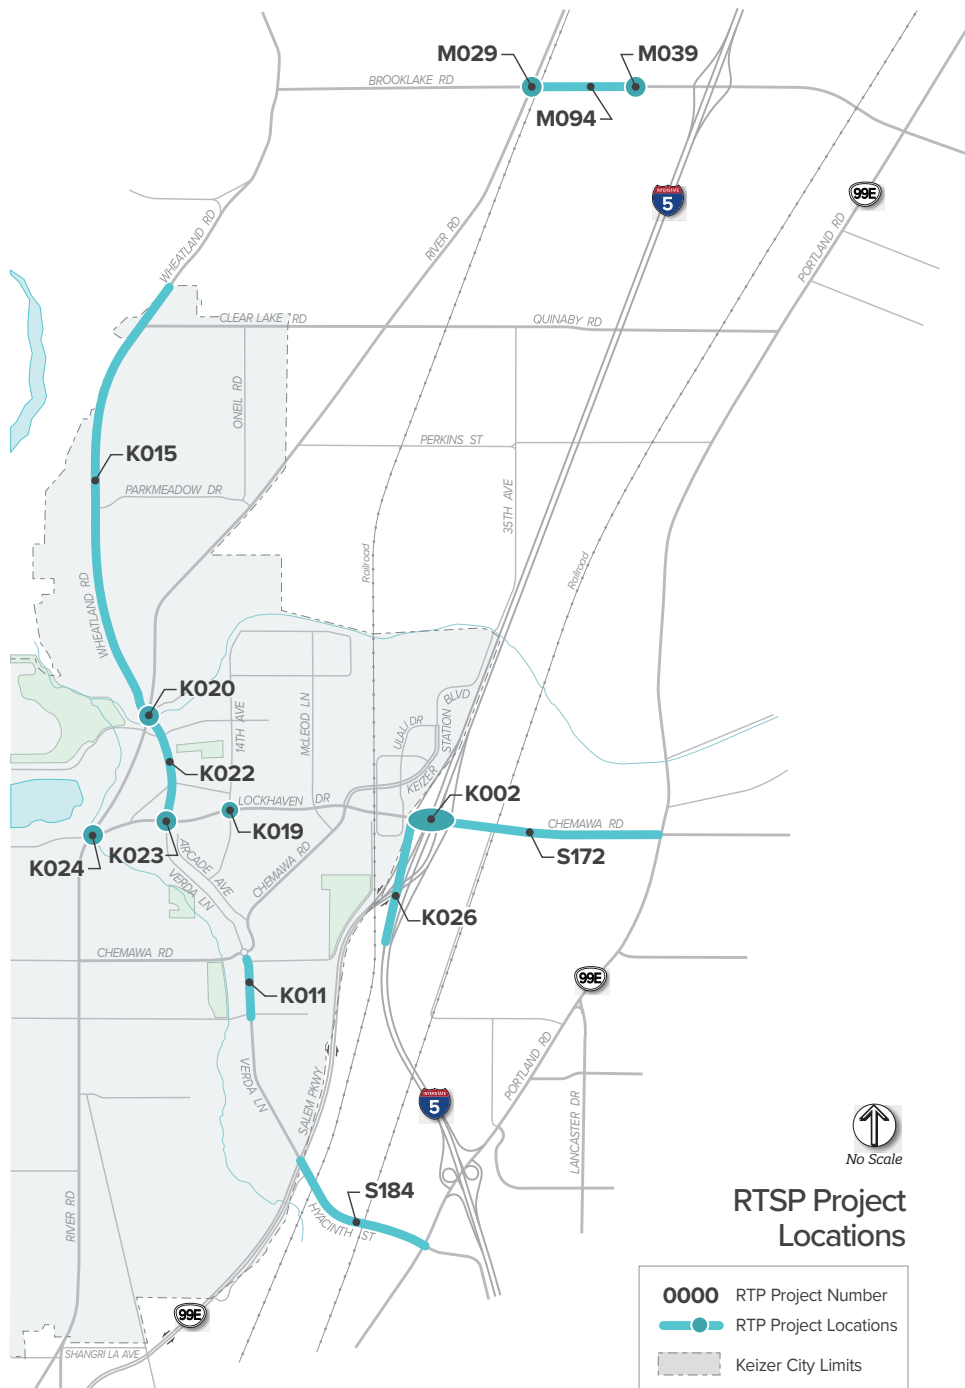 M029
M039
BROOKLAKE RD
M094
INTERSTATE
5
99E
WHEATLAND RD
RIVER RD
PORTLAND RD
CLEAR LAKE RD
QUINABY RD
ONEIL RD
PERKINS ST
K015
PARKMEADOW DR
35TH AVE
Railroad
Railroad
WHEATLAND RD
K020
14TH AVE
McLEOD LN
ULALI DR
STATION BLVD
KEIZER
K022
LOCKHAVEN DR
K002
K019
CHEMAWA RD
K023
K024
ARCADE AVE
VERDA LN
CHEMAWA RD
S172
K026
CHEMAWA RD
99E
K011
VERDA LN
SALEM PKWY
PORTLAND RD
INTERSTATE
5
LANCASTER DR
No Scale
S184
HYACINTH ST
RIVER RD
RTSP Project
Locations
99E
SHANGRI LA AVE
0000 RTP Project Number
RTP Project Locations
Keizer City Limits